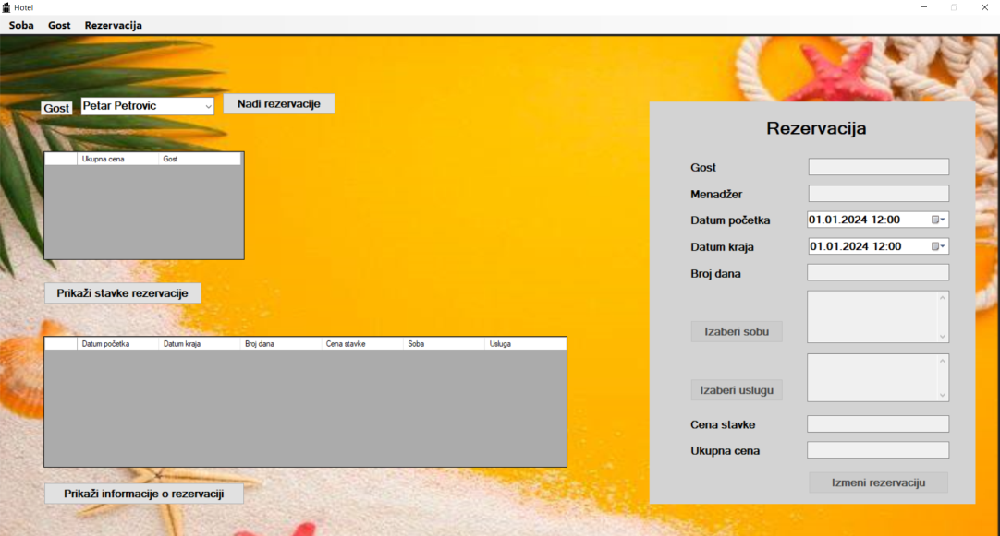 Hotel
Soba Gost Rezervacija
Gost Petar Petrovic Nađi rezervacije
Ukupna cena Gost
Prikaži stavke rezervacije
Datum početka Datum kraja Broj dana Cena stavke Soba Usluga
Prikaži informacije o rezervaciji
Rezervacija
Gost
Menadžer
Datum početka 01.01.2024 12:00
Datum kraja 01.01.2024 12:00
Broj dana
Izaberi sobu
Izaberi uslugu
Cena stavke
Ukupna cena
Izmeni rezervaciju